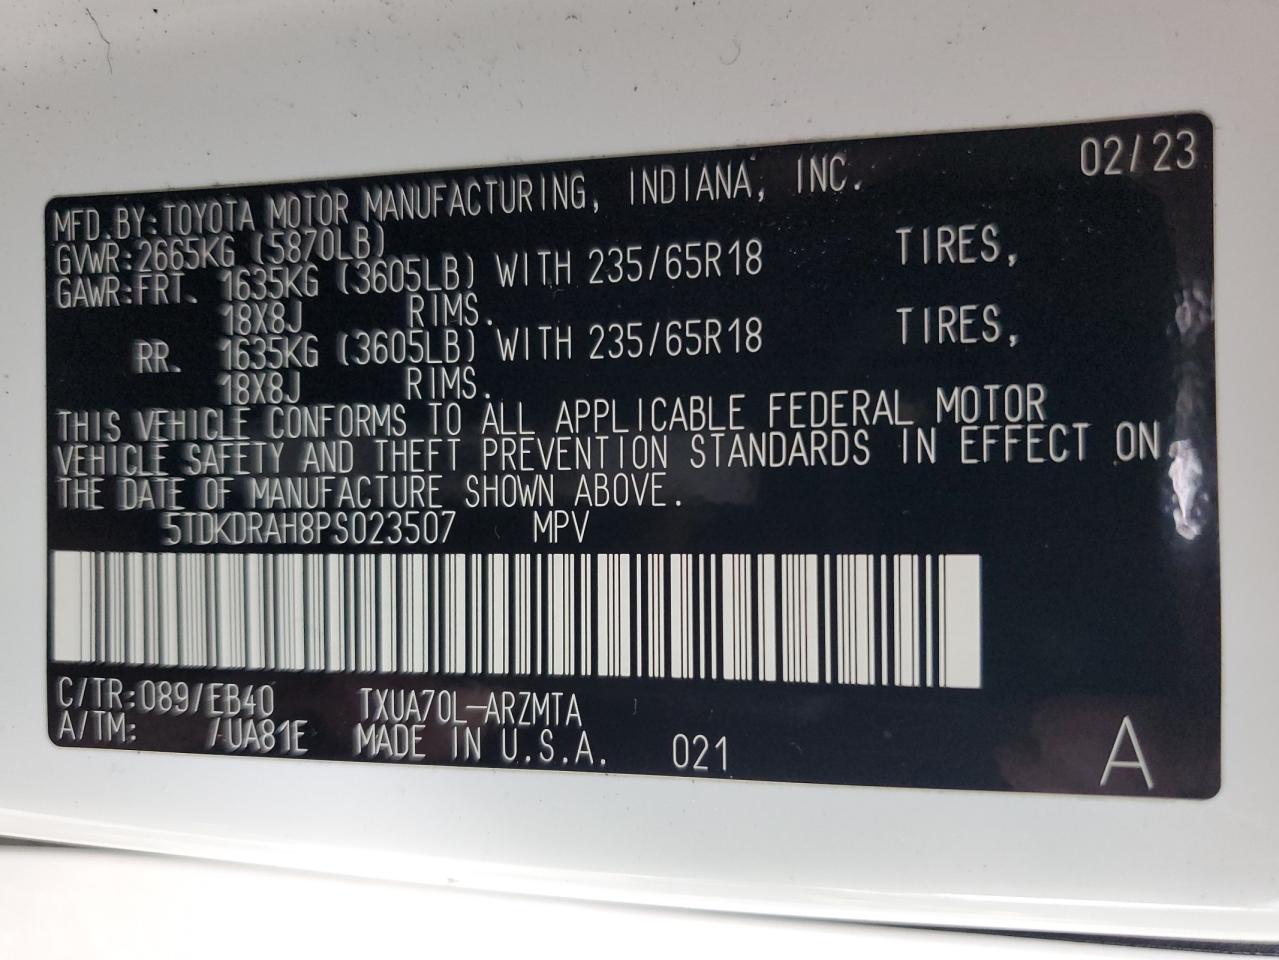 02/23
MFD.BY:TOYOTA MOTOR MANUFACTURING, INDIANA, INC.
GVWR:2665KG (5870LB)
GAWR:FRT. 1635KG (3605LB) WITH 235/65R18 TIRES,
18X8J RIMS.
RR. 1635KG (3605LB) WITH 235/65R18 TIRES,
18X8J RIMS.
THIS VEHICLE CONFORMS TO ALL APPLICABLE FEDERAL MOTOR
VEHICLE SAFETY AND THEFT PREVENTION STANDARDS IN EFFECT ON
THE DATE OF MANUFACTURE SHOWN ABOVE.
5TDKDRAH8PS023507 MPV
C/TR:089/EB40 TXUA70L-ARZMTA
A/TM: /UA81E MADE IN U.S.A. 021 A